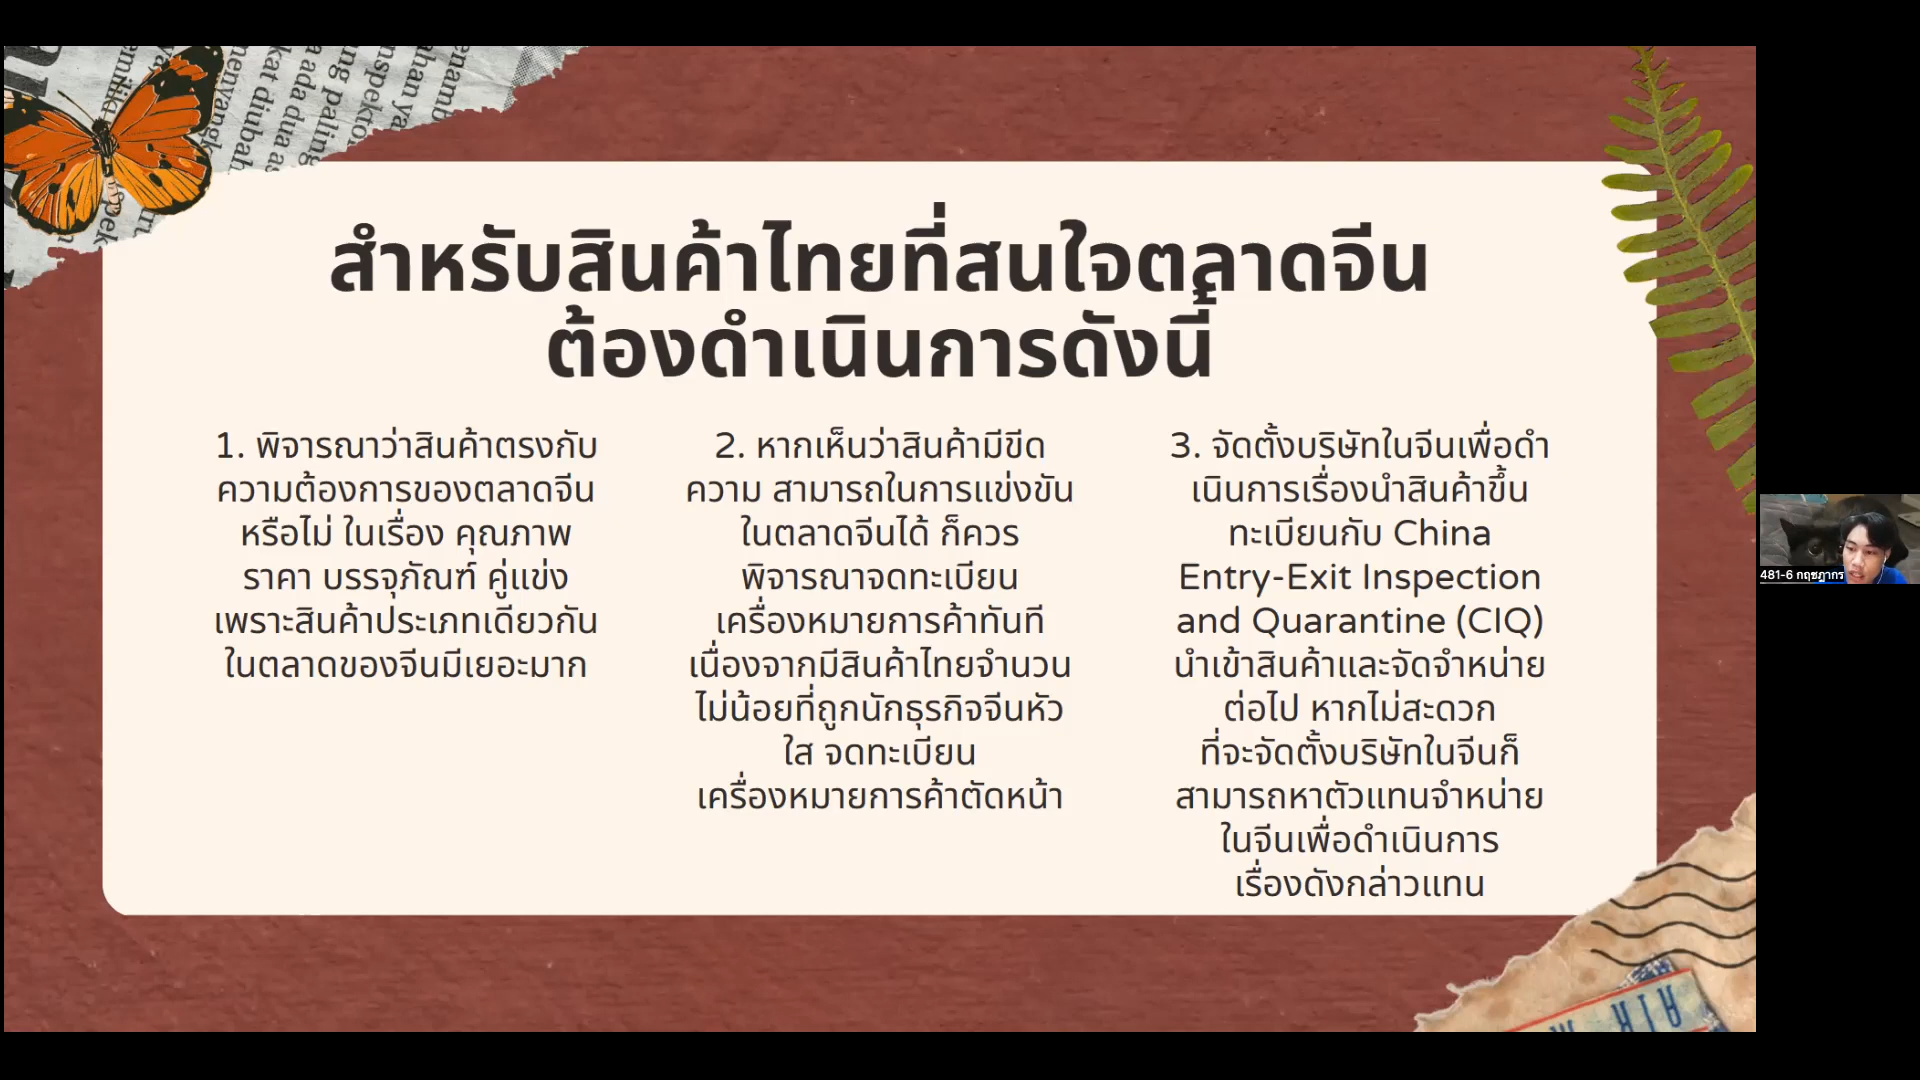 สำหรับสินค้าไทยที่สนใจตลาดจีน
ต้องดำเนินการดังนี้
1. พิจารณาว่าสินค้าตรงกับ
ความต้องการของตลาดจีน
หรือไม่ ในเรื่อง คุณภาพ
ราคา บรรจุภัณฑ์ คู่แข่ง
เพราะสินค้าประเภทเดียวกัน
ในตลาดของจีนมีเยอะมาก
2. หากเห็นว่าสินค้ามีขีด
ความ สามารถในการแข่งขัน
ในตลาดจีนได้ ก็ควร
พิจารณาจดทะเบียน
เครื่องหมายการค้าทันที
เนื่องจากมีสินค้าไทยจำนวน
ไม่น้อยที่ถูกนักธุรกิจจีนหัว
ใส จดทะเบียน
เครื่องหมายการค้าตัดหน้า
3. จัดตั้งบริษัทในจีนเพื่อดำ
เนินการเรื่องนำสินค้าขึ้น
ทะเบียนกับ China
Entry-Exit Inspection
and Quarantine (CIQ)
นำเข้าสินค้าและจัดจำหน่าย
ต่อไป หากไม่สะดวก
ที่จะจัดตั้งบริษัทในจีนก็
สามารถหาตัวแทนจำหน่าย
ในจีนเพื่อดำเนินการ
เรื่องดังกล่าวแทน
481-6 กฤชฎากร
menyangk
kat diubah
a ada dua as
ng paling
AIR